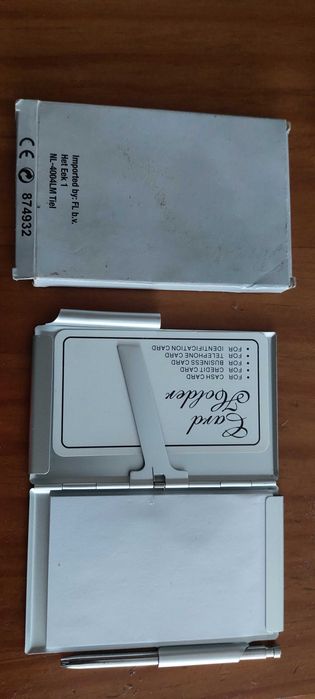 Imported by: FL b.v.
Het Eek 1
NL-4004LM Tiel
CE 874932
Card
Holder
• FOR CASH CARD
• FOR CREDIT CARD
• FOR BUSINESS CARD
• FOR TELEPHONE CARD
• FOR IDENTIFICATION CARD